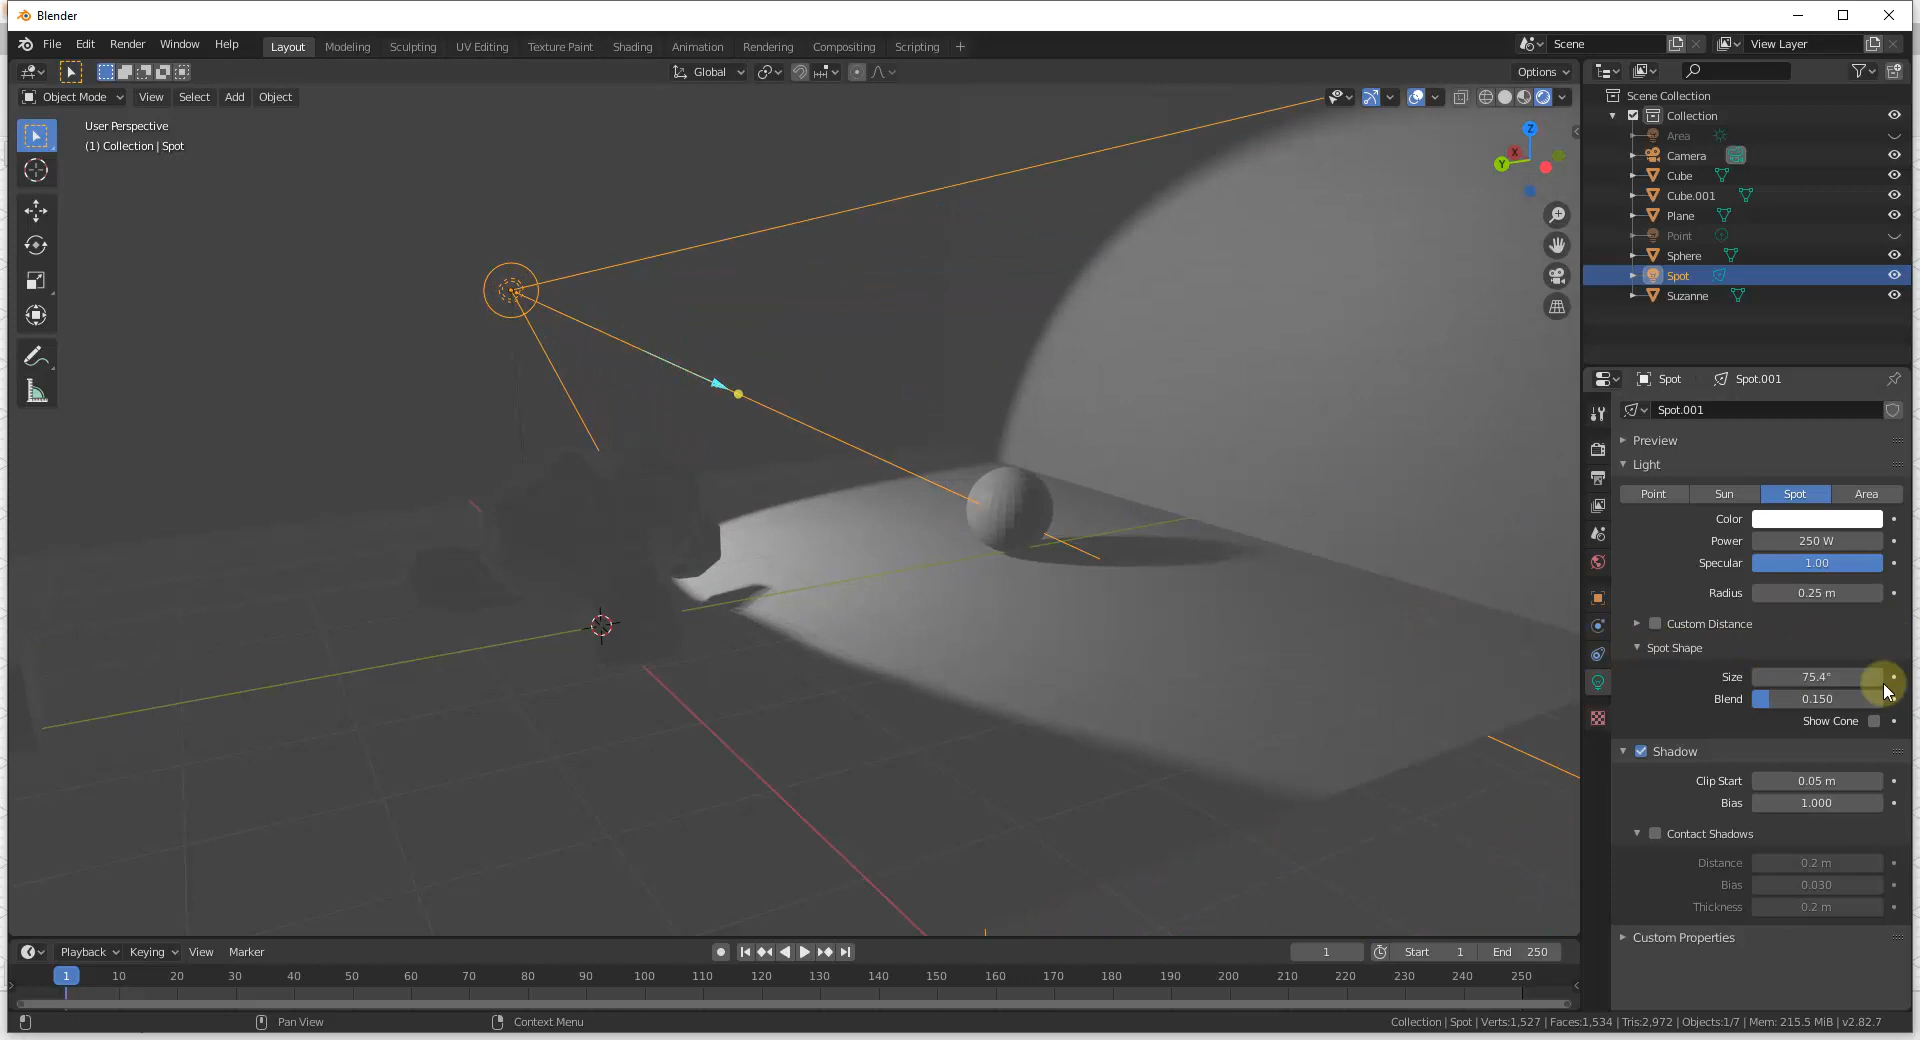 Blender
File Edit Render Window Help Layout Modeling Sculpting UV Editing Texture Paint Shading Animation Rendering Compositing Scripting + Scene View Layer
Global Options
Object Mode View Select Add Object
User Perspective
(1) Collection | Spot
Z
X
Y
Scene Collection
Collection
Area
Camera
Cube
Cube.001
Plane
Point
Sphere
Spot
Suzanne
Spot Spot.001
Spot.001
Preview
Light
Point Sun Spot Area
Color
Power 250 W
Specular 1.00
Radius 0.25 m
Custom Distance
Spot Shape
Size 75.4°
Blend 0.150
Show Cone
Shadow
Clip Start 0.05 m
Bias 1.000
Contact Shadows
Distance 0.2 m
Bias 0.030
Thickness 0.2 m
Custom Properties
Playback Keying View Marker 1 Start 1 End 250
1 10 20 30 40 50 60 70 80 90 100 110 120 130 140 150 160 170 180 190 200 210 220 230 240 250
Pan View Context Menu Collection | Spot | Verts:1,527 | Faces:1,534 | Tris:2,972 | Objects:1/7 | Mem: 215.5 MiB | v2.82.7